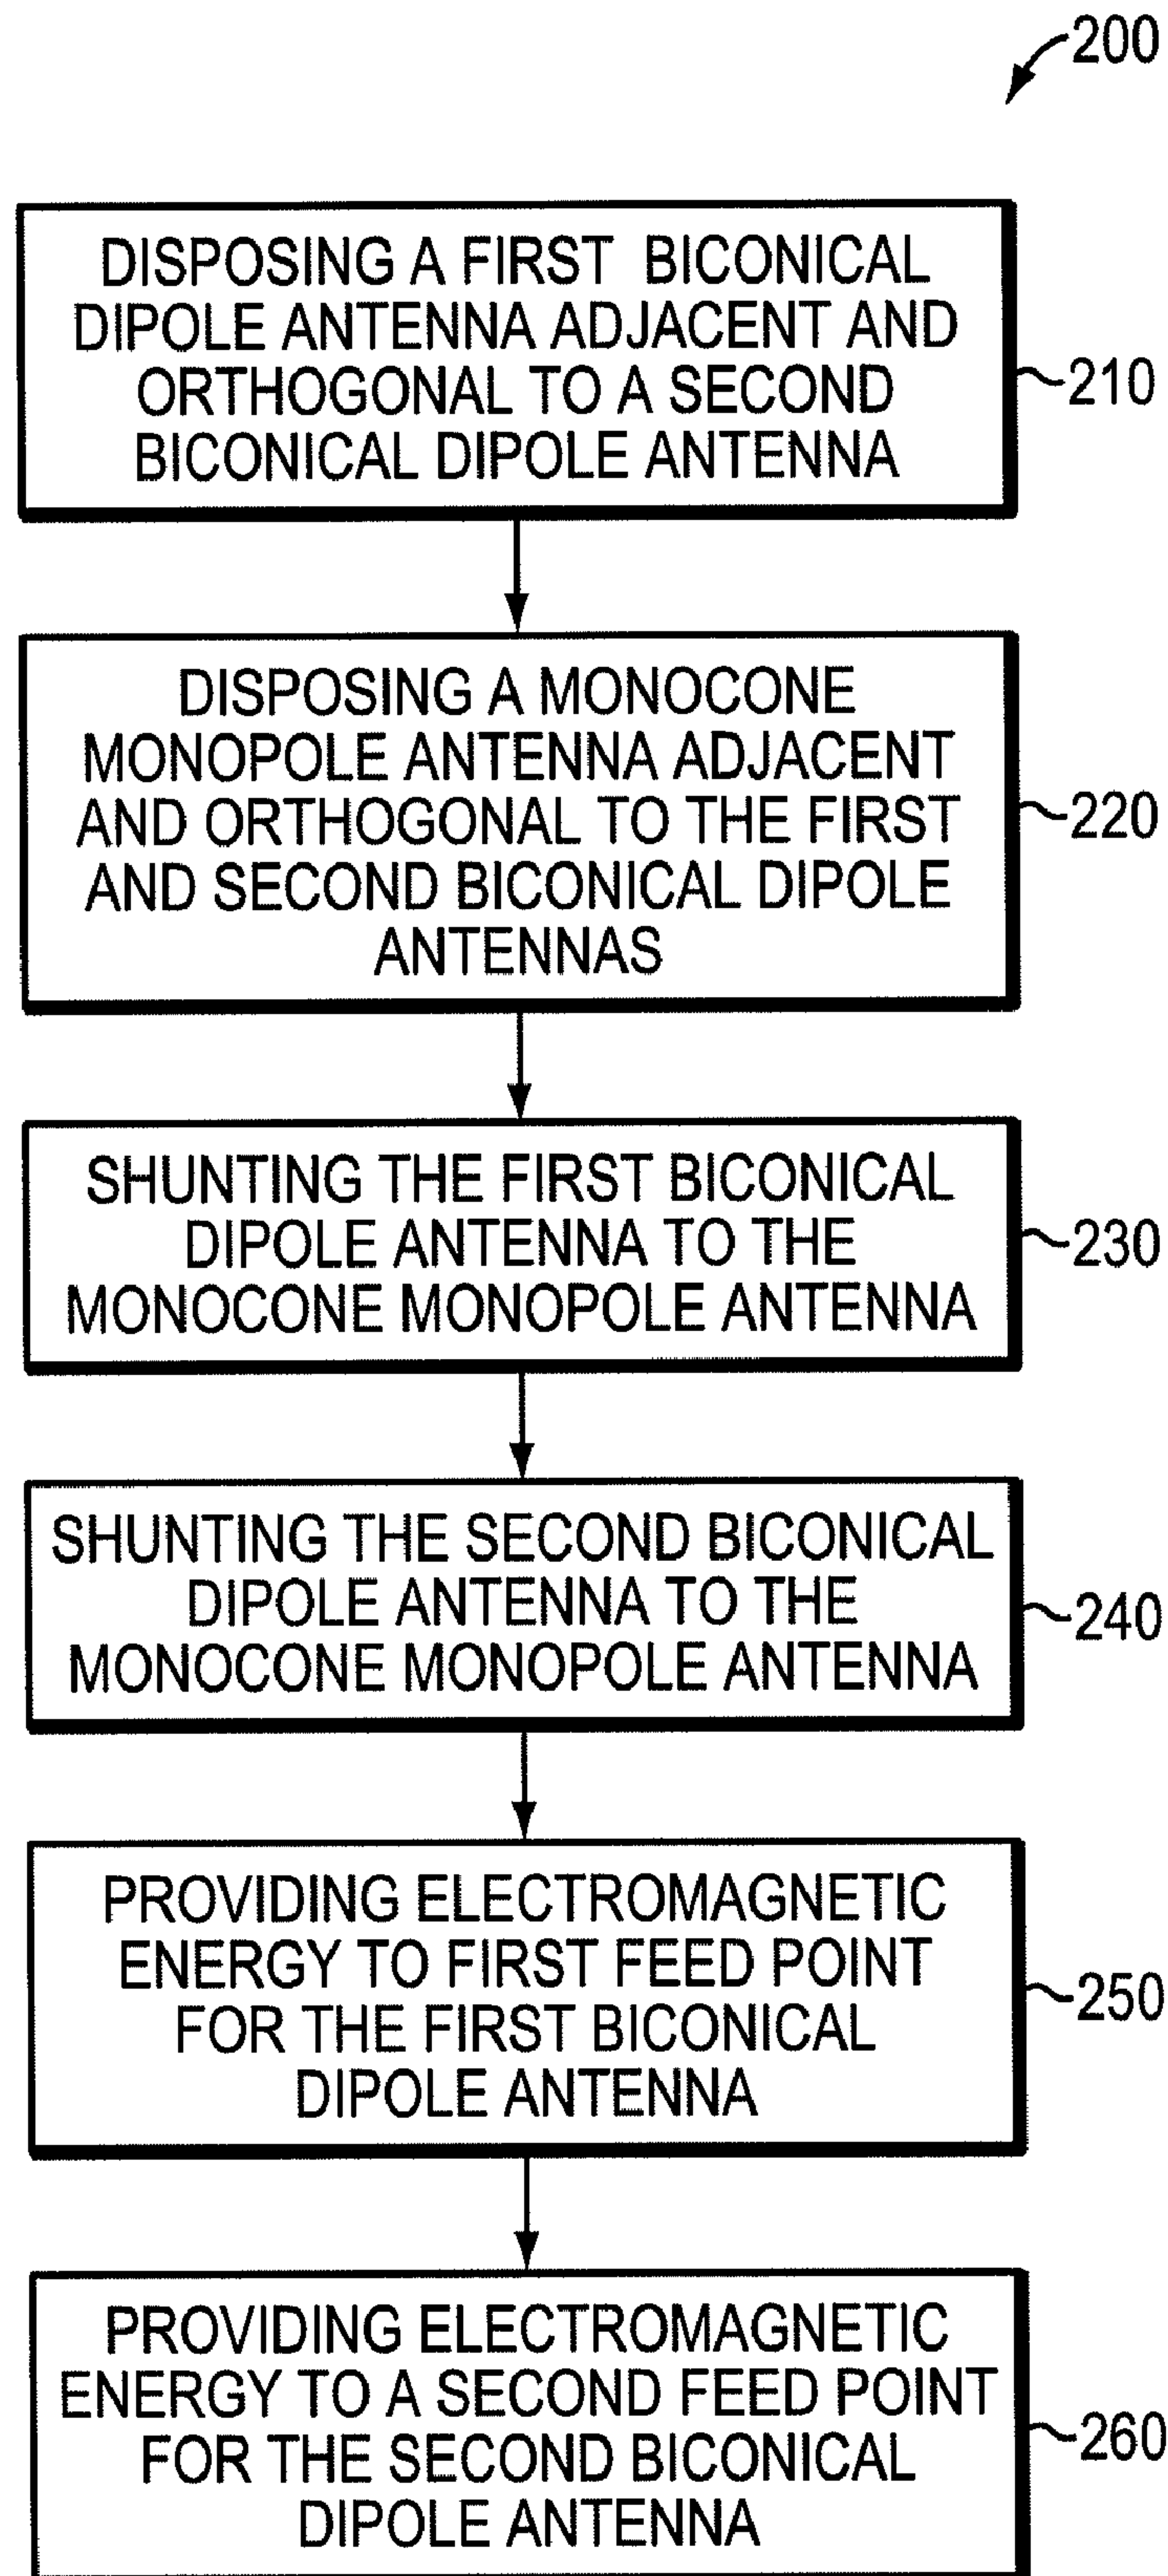 200
DISPOSING A FIRST BICONICAL
DIPOLE ANTENNA ADJACENT AND
ORTHOGONAL TO A SECOND
BICONICAL DIPOLE ANTENNA
210
DISPOSING A MONOCONE
MONOPOLE ANTENNA ADJACENT
AND ORTHOGONAL TO THE FIRST
AND SECOND BICONICAL DIPOLE
ANTENNAS
220
SHUNTING THE FIRST BICONICAL
DIPOLE ANTENNA TO THE
MONOCONE MONOPOLE ANTENNA
230
SHUNTING THE SECOND BICONICAL
DIPOLE ANTENNA TO THE
MONOCONE MONOPOLE ANTENNA
240
PROVIDING ELECTROMAGNETIC
ENERGY TO FIRST FEED POINT
FOR THE FIRST BICONICAL
DIPOLE ANTENNA
250
PROVIDING ELECTROMAGNETIC
ENERGY TO A SECOND FEED POINT
FOR THE SECOND BICONICAL
DIPOLE ANTENNA
260